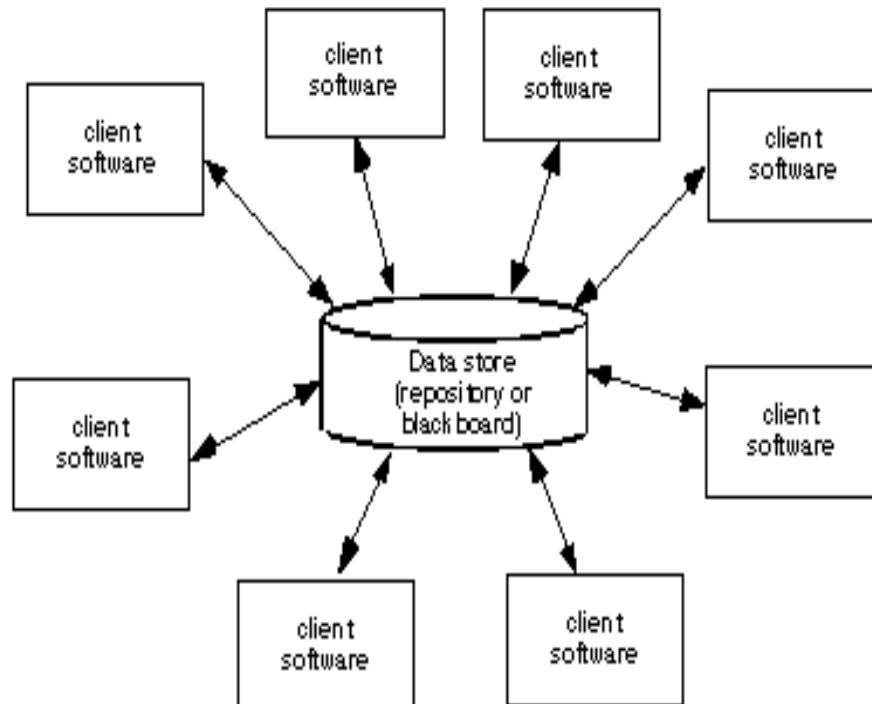 client
software
client
software
client
software
client
software
Data store
(repository or
blackboard)
client
software
client
software
client
software
client
software